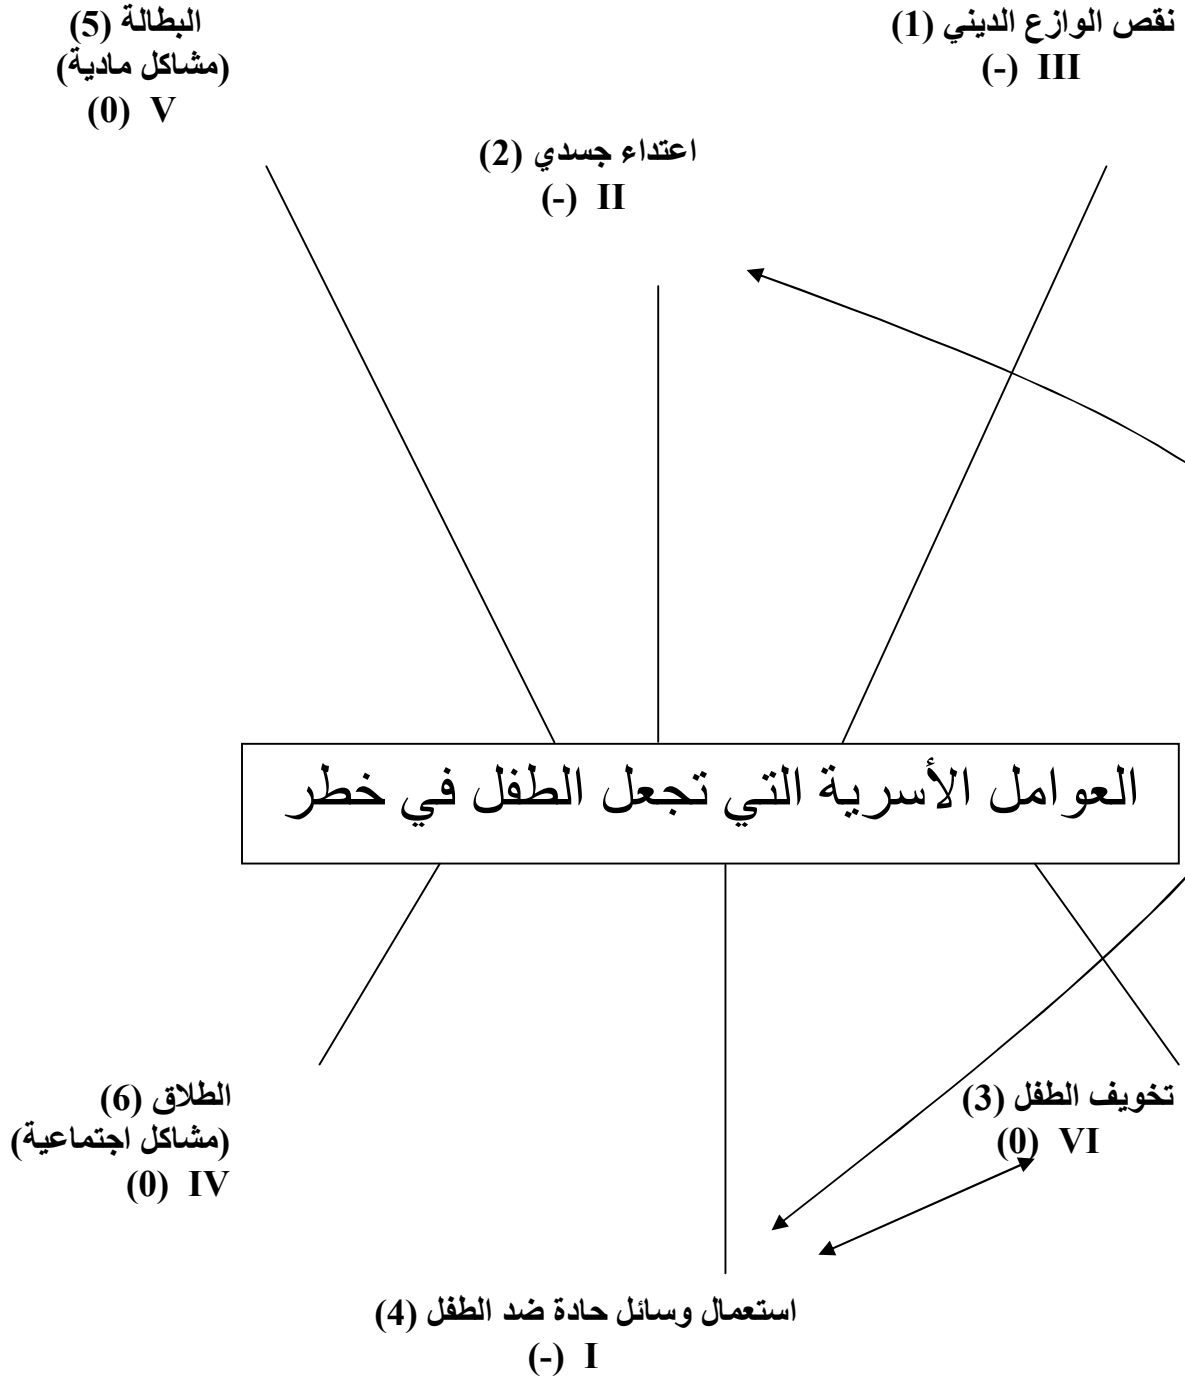 نقص الوازع الديني (1)
III (-)
البطالة (5)
(مشاكل مادية)
V (0)
اعتداء جسدي (2)
II (-)
العوامل الأسرية التي تجعل الطفل في خطر
تخويف الطفل (3)
VI (0)
الطلاق (6)
(مشاكل اجتماعية)
IV (0)
استعمال وسائل حادة ضد الطفل (4)
I (-)